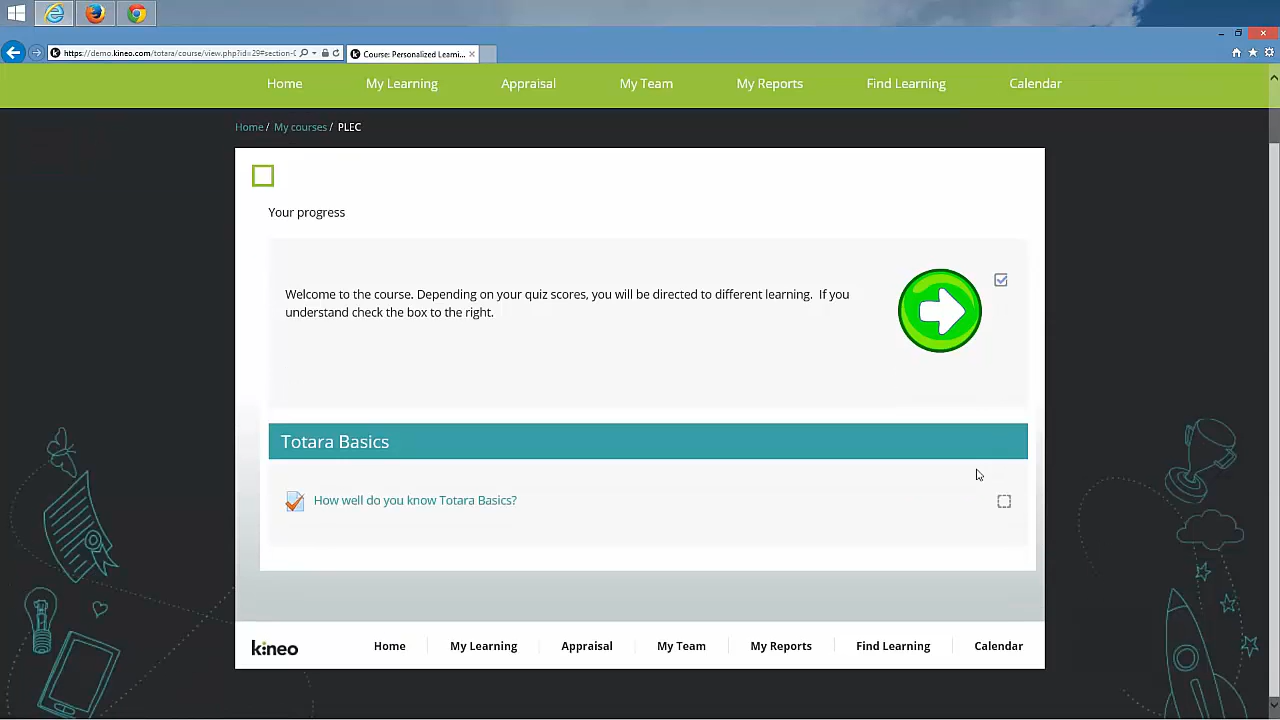 https://demo.kineo.com/totara/course/view.php?id=29#section-0
Course: Personalized Learni...
Home My Learning Appraisal My Team My Reports Find Learning Calendar
Home / My courses / PLEC
Your progress
Welcome to the course. Depending on your quiz scores, you will be directed to different learning. If you
understand check the box to the right.
Totara Basics
How well do you know Totara Basics?
kineo Home My Learning Appraisal My Team My Reports Find Learning Calendar